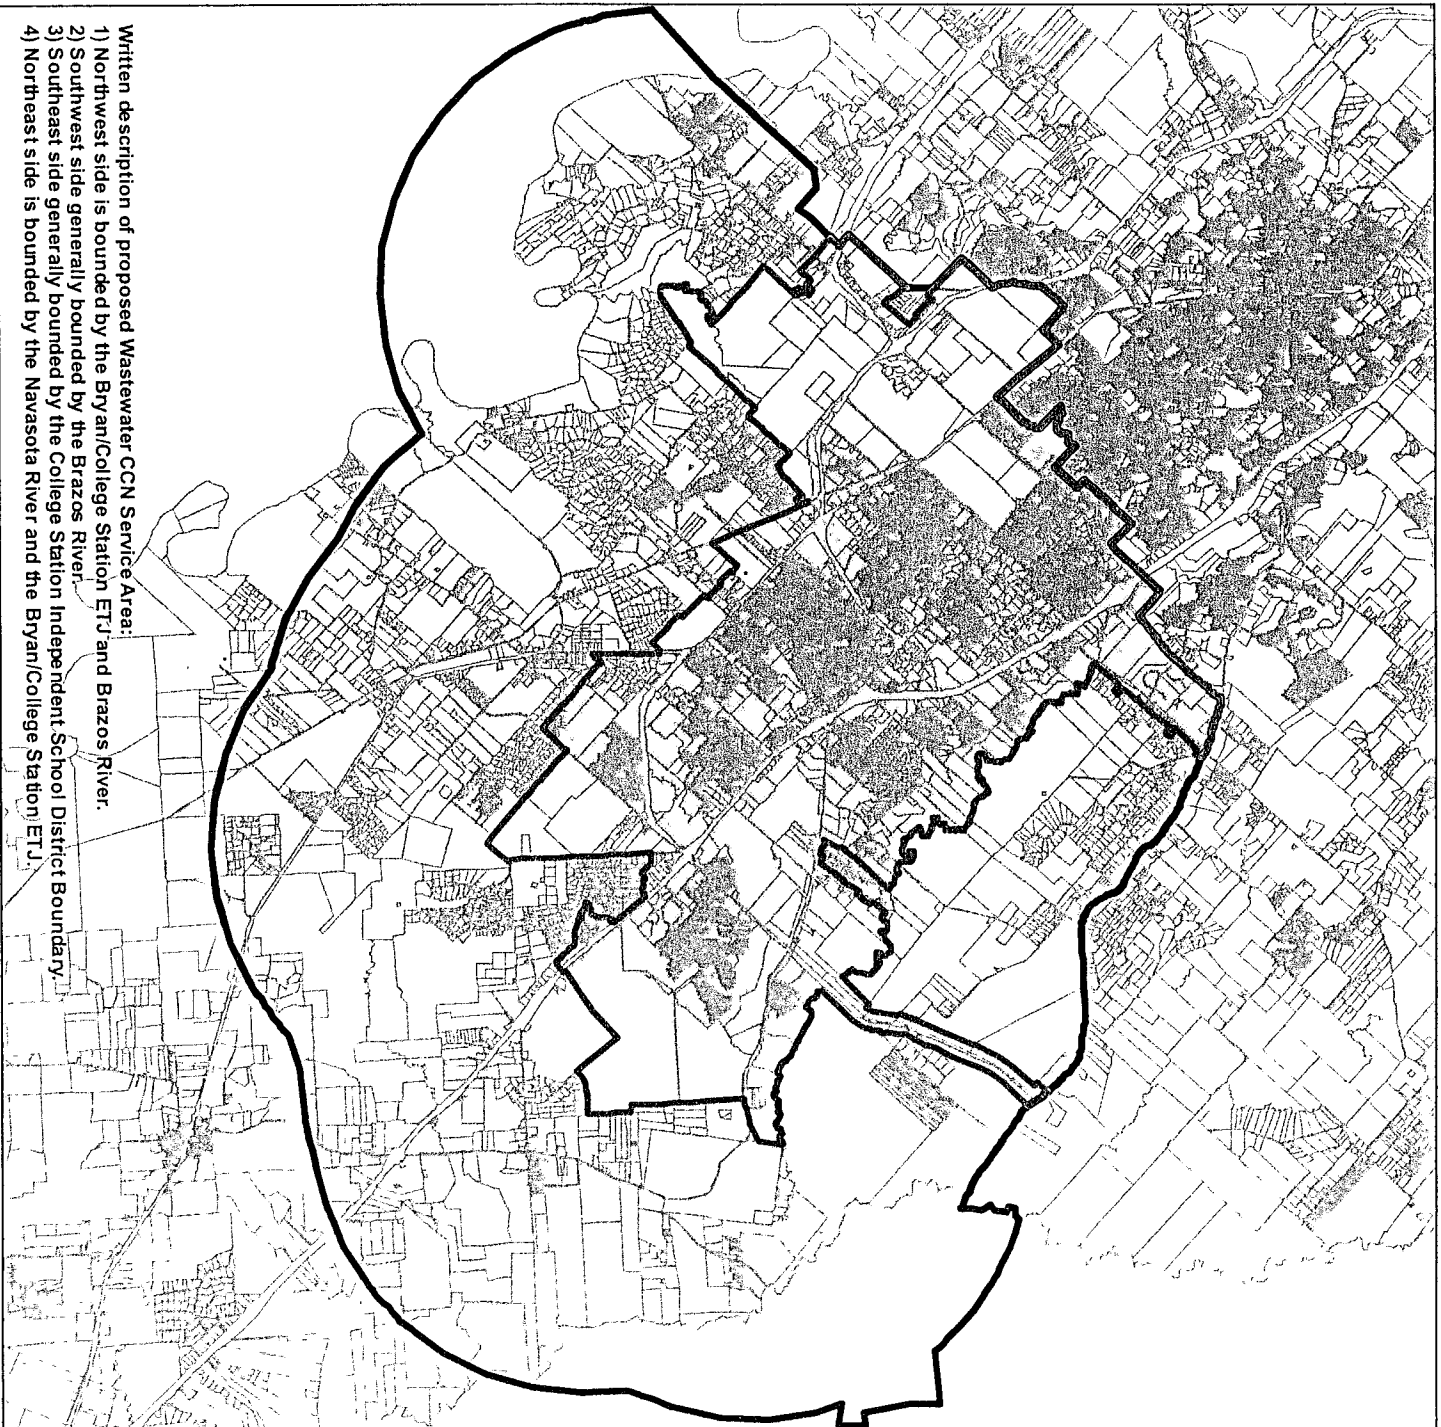 Written description of proposed Wastewater CCN Service Area:
1) Northwest side is bounded by the Bryan/College Station ETJ and Brazos River.
2) Southwest side generally bounded by the Brazos River.
3) Southeast side generally bounded by the College Station Independent School District Boundary.
4) Northeast side is bounded by the Navasota River and the Bryan/College Station ETJ.